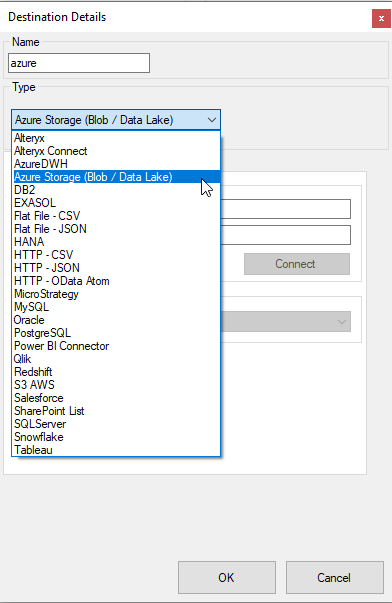 Destination Details
x
Name
azure
Type
Azure Storage (Blob / Data Lake)
Alteryx
Alteryx Connect
AzureDWH
Azure Storage (Blob / Data Lake)
DB2
EXASOL
Flat File - CSV
Flat File - JSON
HANA
HTTP - CSV
HTTP - JSON
Connect
HTTP - OData Atom
MicroStrategy
MySQL
Oracle
PostgreSQL
Power BI Connector
Qlik
Redshift
S3 AWS
Salesforce
SharePoint List
SQLServer
Snowflake
Tableau
OK
Cancel